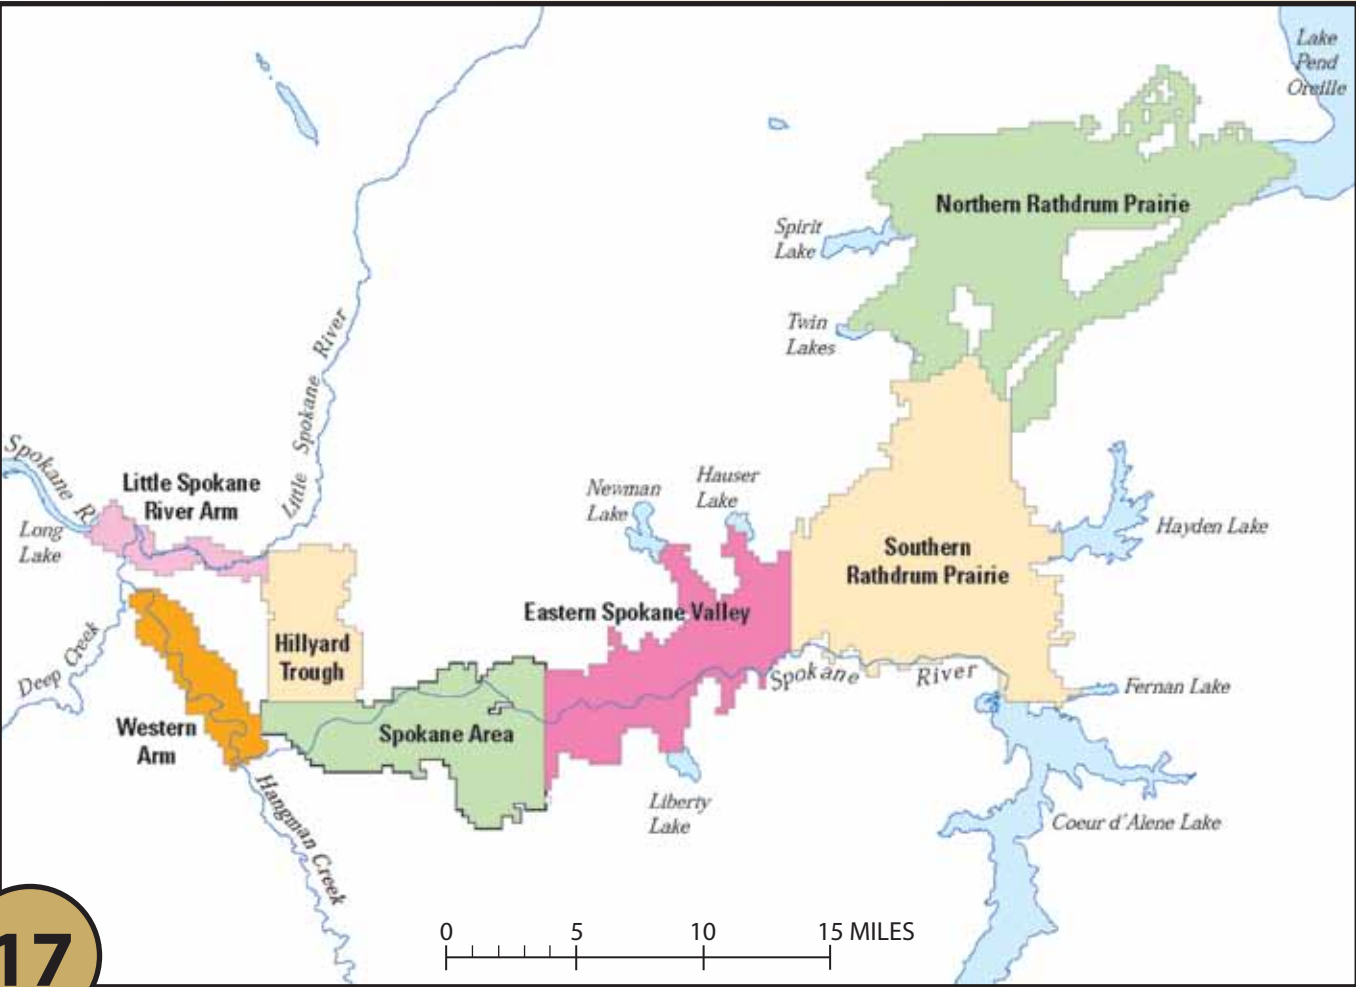 Lake
Pend
Oreille
Northern Rathdrum Prairie
Spirit
Lake
Twin
Lakes
Little Spokane River
Spokane R.
Little Spokane
River Arm
Long
Lake
Newman
Lake
Hauser
Lake
Hayden Lake
Southern
Rathdrum Prairie
Eastern Spokane Valley
Hillyard
Trough
Deep Creek
Spokane River
Fernan Lake
Western
Arm
Spokane Area
Hangman Creek
Liberty
Lake
Coeur d'Alene Lake
0 5 10 15 MILES
17